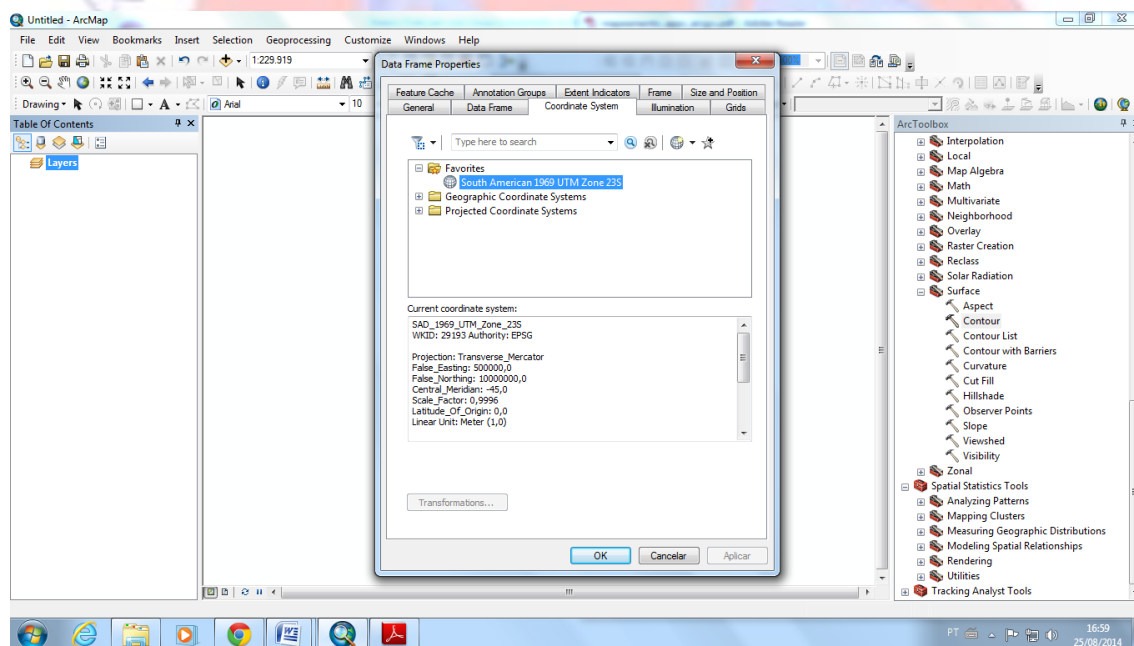 Untitled - ArcMap
File Edit View Bookmarks Insert Selection Geoprocessing Customize Windows Help
1:229.919
Drawing
A
Arial
10
Table Of Contents
Layers
Data Frame Properties
Feature Cache Annotation Groups Extent Indicators Frame Size and Position
General Data Frame Coordinate System Illumination Grids
Type here to search
Favorites
South American 1969 UTM Zone 23S
Geographic Coordinate Systems
Projected Coordinate Systems
Current coordinate system:
SAD_1969_UTM_Zone_23S
WKID: 29193 Authority: EPSG
Projection: Transverse_Mercator
False_Easting: 500000,0
False_Northing: 10000000,0
Central_Meridian: -45,0
Scale_Factor: 0,9996
Latitude_Of_Origin: 0,0
Linear Unit: Meter (1,0)
Transformations...
OK Cancelar Aplicar
ArcToolbox
Interpolation
Local
Map Algebra
Math
Multivariate
Neighborhood
Overlay
Raster Creation
Reclass
Solar Radiation
Surface
Aspect
Contour
Contour List
Contour with Barriers
Curvature
Cut Fill
Hillshade
Observer Points
Slope
Viewshed
Visibility
Zonal
Spatial Statistics Tools
Analyzing Patterns
Mapping Clusters
Measuring Geographic Distributions
Modeling Spatial Relationships
Rendering
Utilities
Tracking Analyst Tools
PT
16:59
25/08/2014